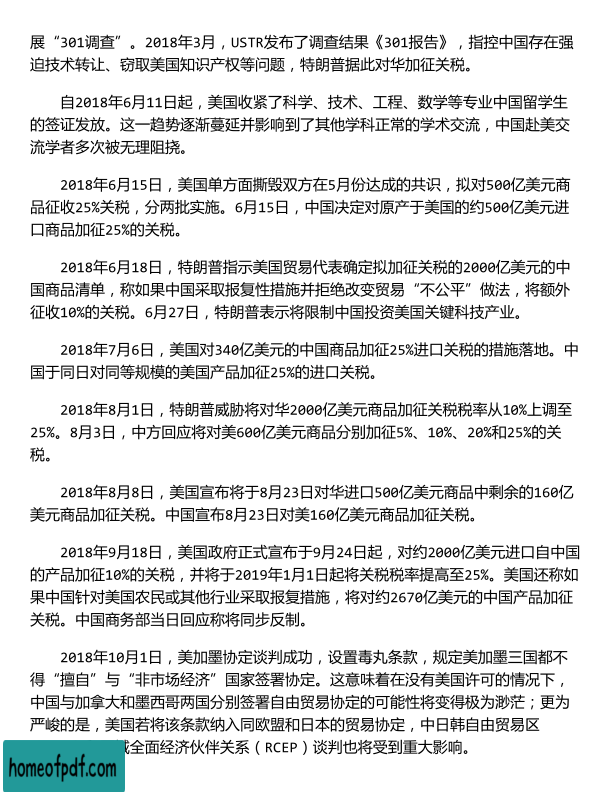 展“301调查”。2018年3月，USTR发布了调查结果《301报告》，指控中国存在强
迫技术转让、窃取美国知识产权等问题，特朗普据此对华加征关税。
自2018年6月11日起，美国收紧了科学、技术、工程、数学等专业中国留学生
的签证发放。这一趋势逐渐蔓延并影响到了其他学科正常的学术交流，中国赴美交
流学者多次被无理阻挠。
2018年6月15日，美国单方面撕毁双方在5月份达成的共识，拟对500亿美元商
品征收25%关税，分两批实施。6月15日，中国决定对原产于美国的约500亿美元进
口商品加征25%的关税。
2018年6月18日，特朗普指示美国贸易代表确定拟加征关税的2000亿美元的中
国商品清单，称如果中国采取报复性措施并拒绝改变贸易“不公平”做法，将额外
征收10%的关税。6月27日，特朗普表示将限制中国投资美国关键科技产业。
2018年7月6日，美国对340亿美元的中国商品加征25%进口关税的措施落地。中
国于同日对同等规模的美国产品加征25%的进口关税。
2018年8月1日，特朗普威胁将对华2000亿美元商品加征关税税率从10%上调至
25%。8月3日，中方回应将对美600亿美元商品分别加征5%、10%、20%和25%的关
税。
2018年8月8日，美国宣布将于8月23日对华进口500亿美元商品中剩余的160亿
美元商品加征关税。中国宣布8月23日对美160亿美元商品加征关税。
2018年9月18日，美国政府正式宣布于9月24日起，对约2000亿美元进口自中国
的产品加征10%的关税，并将于2019年1月1日起将关税税率提高至25%。美国还称如
果中国针对美国农民或其他行业采取报复措施，将对约2670亿美元的中国产品加征
关税。中国商务部当日回应称将同步反制。
2018年10月1日，美加墨协定谈判成功，设置毒丸条款，规定美加墨三国都不
得“擅自”与“非市场经济”国家签署协定。这意味着在没有美国许可的情况下，
中国与加拿大和墨西哥两国分别签署自由贸易协定的可能性将变得极为渺茫；更为
严峻的是，美国若将该条款纳入同欧盟和日本的贸易协定，中日韩自由贸易区
全面经济伙伴关系（RCEP）谈判也将受到重大影响。
homeofpdf.com